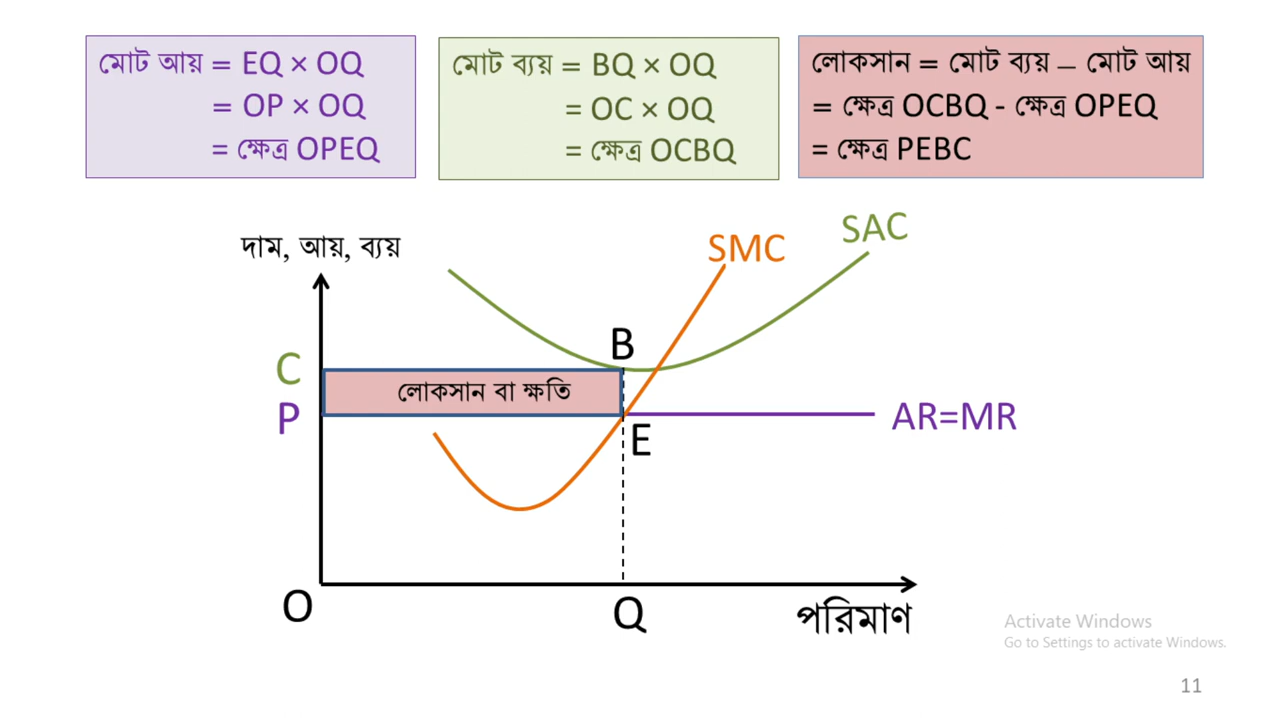 মোট আয় = EQ × OQ
= OP × OQ
= ক্ষেত্র OPEQ
মোট ব্যয় = BQ × OQ
= OC × OQ
= ক্ষেত্র OCBQ
লোকসান = মোট ব্যয় – মোট আয়
= ক্ষেত্র OCBQ - ক্ষেত্র OPEQ
= ক্ষেত্র PEBC
দাম, আয়, ব্যয়
SMC
SAC
B
C
লোকসান বা ক্ষতি
P
E
AR=MR
O
Q
পরিমাণ
Activate Windows
Go to Settings to activate Windows.
11